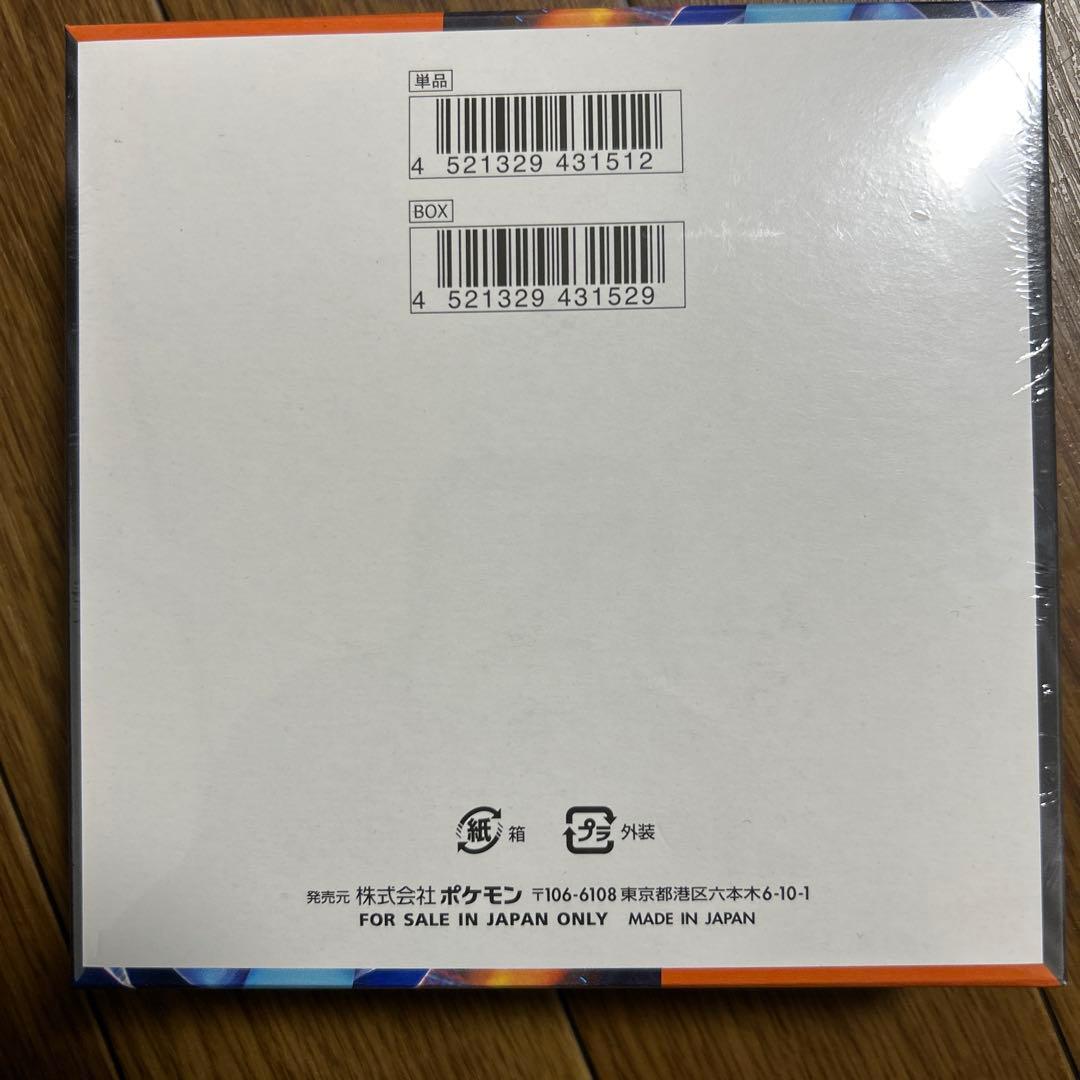 単品
4 521329 431512
BOX
4 521329 431529
紙 箱 プラ 外装
発売元 株式会社 ポケモン 〒106-6108 東京都港区六本木6-10-1
FOR SALE IN JAPAN ONLY MADE IN JAPAN